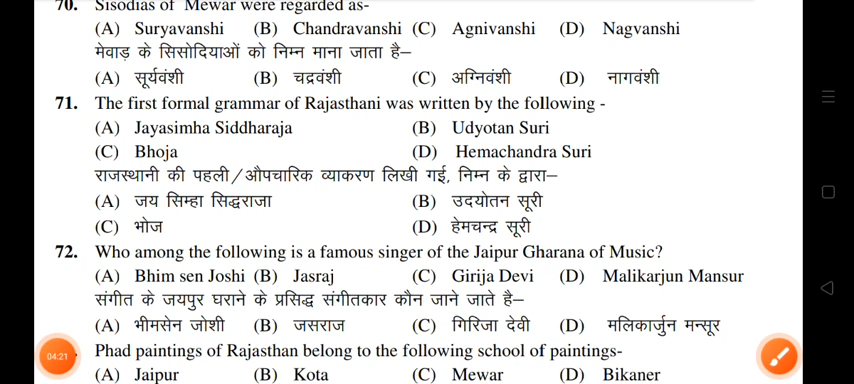 70. Sisodias of Mewar were regarded as-
(A) Suryavanshi (B) Chandravanshi (C) Agnivanshi (D) Nagvanshi
मेवाड़ के सिसोदियाओं को निम्न माना जाता है–
(A) सूर्यवंशी (B) चद्रवंशी (C) अग्निवंशी (D) नागवंशी
71. The first formal grammar of Rajasthani was written by the following -
(A) Jayasimha Siddharaja (B) Udyotan Suri
(C) Bhoja (D) Hemachandra Suri
राजस्थानी की पहली/औपचारिक व्याकरण लिखी गई, निम्न के द्वारा–
(A) जय सिम्हा सिद्धराजा (B) उदयोतन सूरी
(C) भोज (D) हेमचन्द्र सूरी
72. Who among the following is a famous singer of the Jaipur Gharana of Music?
(A) Bhim sen Joshi (B) Jasraj (C) Girija Devi (D) Malikarjun Mansur
संगीत के जयपुर घराने के प्रसिद्ध संगीतकार कौन जाने जाते है–
(A) भीमसेन जोशी (B) जसराज (C) गिरिजा देवी (D) मलिकार्जुन मन्सूर
04:21 Phad paintings of Rajasthan belong to the following school of paintings-
(A) Jaipur (B) Kota (C) Mewar (D) Bikaner